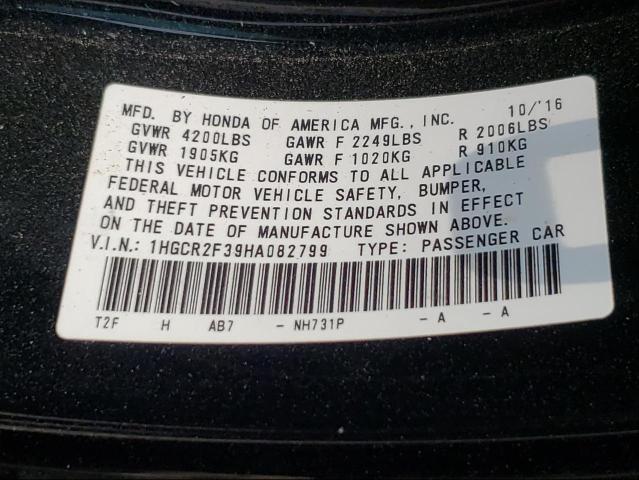 MFD. BY HONDA OF AMERICA MFG., INC. 10/'16
GVWR 4200LBS GAWR F 2249LBS R 2006LBS
GVWR 1905KG GAWR F 1020KG R 910KG
THIS VEHICLE CONFORMS TO ALL APPLICABLE
FEDERAL MOTOR VEHICLE SAFETY, BUMPER,
AND THEFT PREVENTION STANDARDS IN EFFECT
ON THE DATE OF MANUFACTURE SHOWN ABOVE.
V.I.N.: 1HGCR2F39HA082799 TYPE: PASSENGER CAR
T2F H AB7 - NH731P - A - A